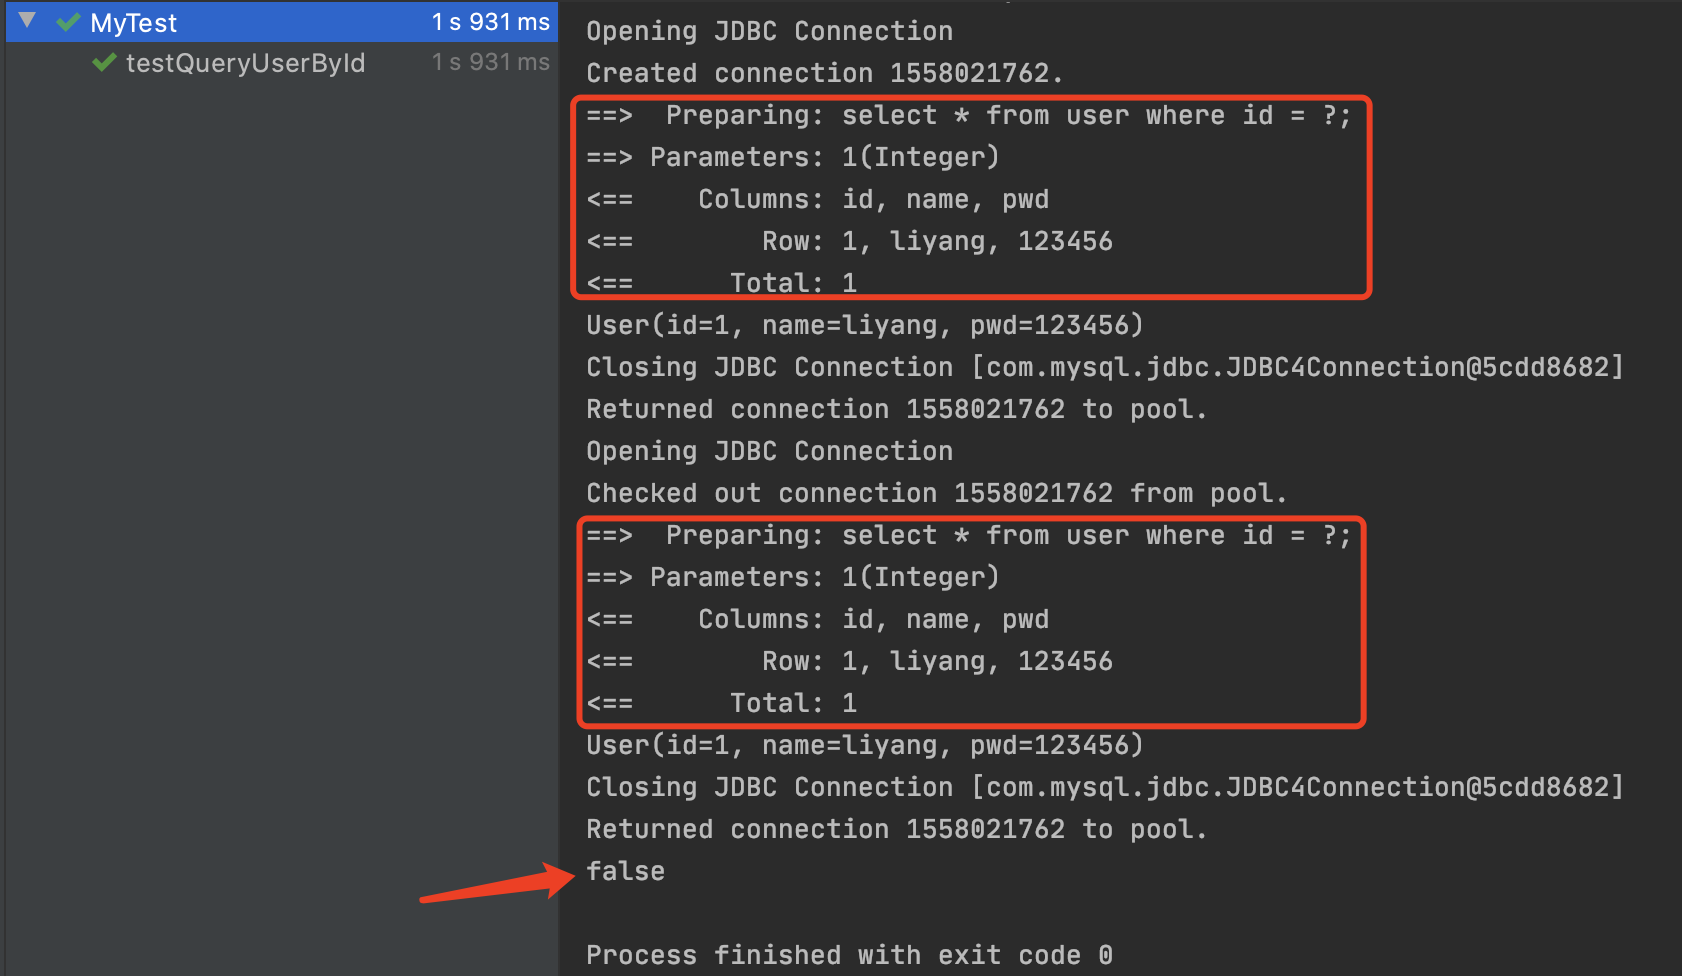 MyTest 1 s 931 ms
testQueryUserById 1 s 931 ms
Opening JDBC Connection
Created connection 1558021762.
==>  Preparing: select * from user where id = ?;
==> Parameters: 1(Integer)
<==    Columns: id, name, pwd
<==        Row: 1, liyang, 123456
<==      Total: 1
User(id=1, name=liyang, pwd=123456)
Closing JDBC Connection [com.mysql.jdbc.JDBC4Connection@5cdd8682]
Returned connection 1558021762 to pool.
Opening JDBC Connection
Checked out connection 1558021762 from pool.
==>  Preparing: select * from user where id = ?;
==> Parameters: 1(Integer)
<==    Columns: id, name, pwd
<==        Row: 1, liyang, 123456
<==      Total: 1
User(id=1, name=liyang, pwd=123456)
Closing JDBC Connection [com.mysql.jdbc.JDBC4Connection@5cdd8682]
Returned connection 1558021762 to pool.
false
Process finished with exit code 0